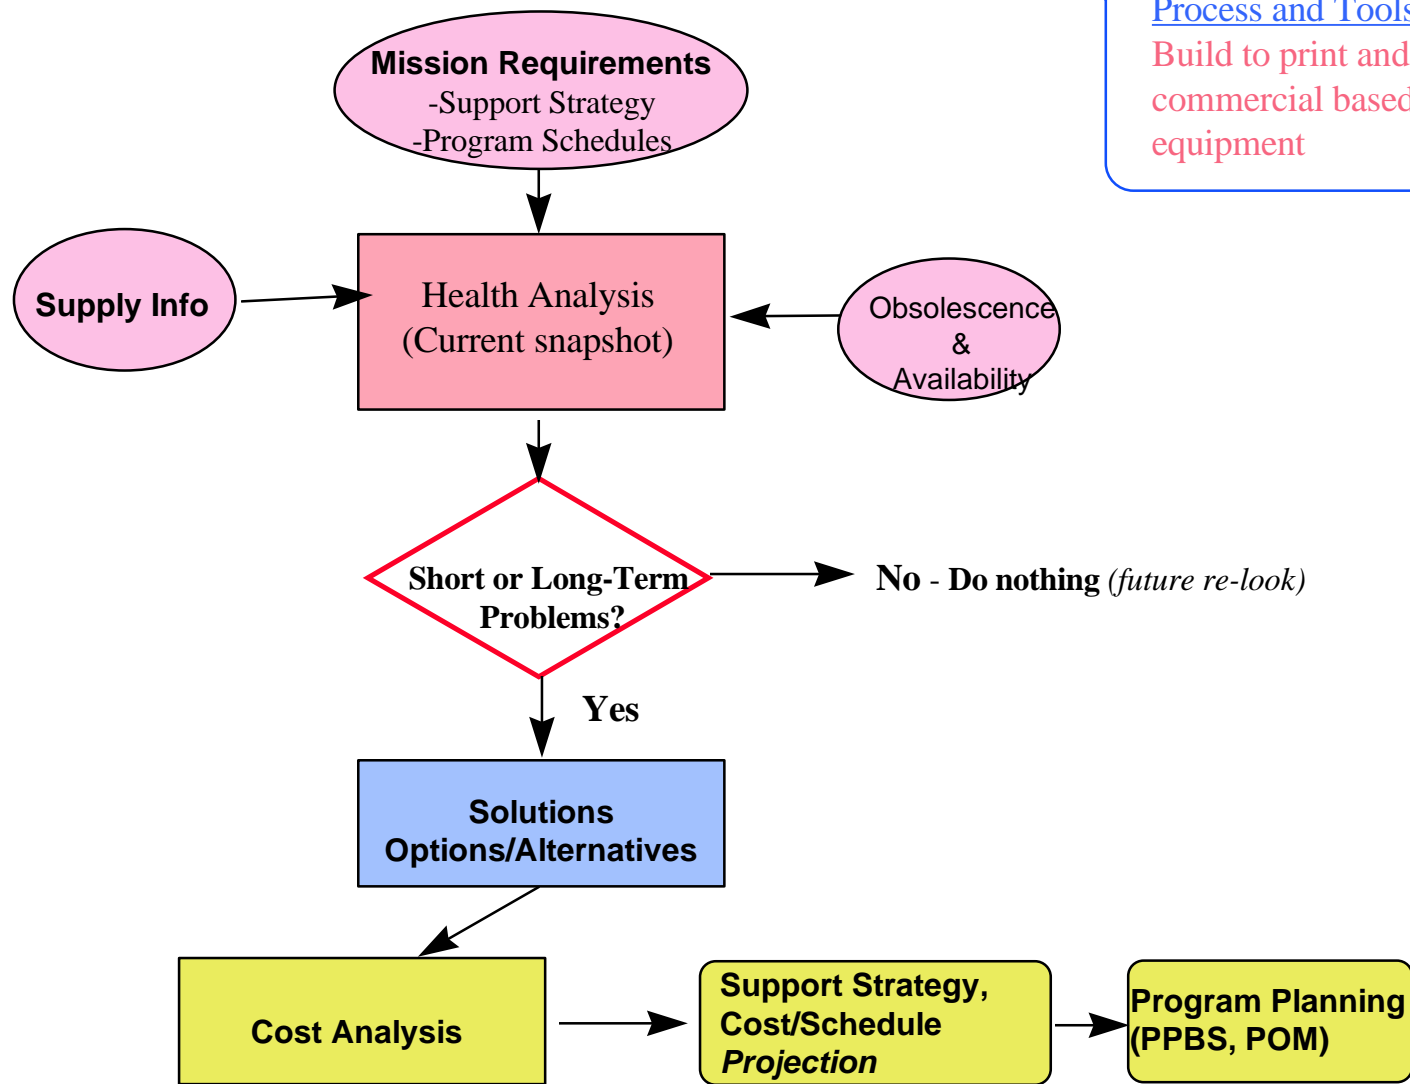 Process and Tools
Build to print and
commercial based
equipment
Mission Requirements
-Support Strategy
-Program Schedules
Supply Info
Health Analysis
(Current snapshot)
Obsolescence
&
Availability
Short or Long-Term
Problems?
No - Do nothing (future re-look)
Yes
Solutions
Options/Alternatives
Cost Analysis
Support Strategy,
Cost/Schedule
Projection
Program Planning
(PPBS, POM)